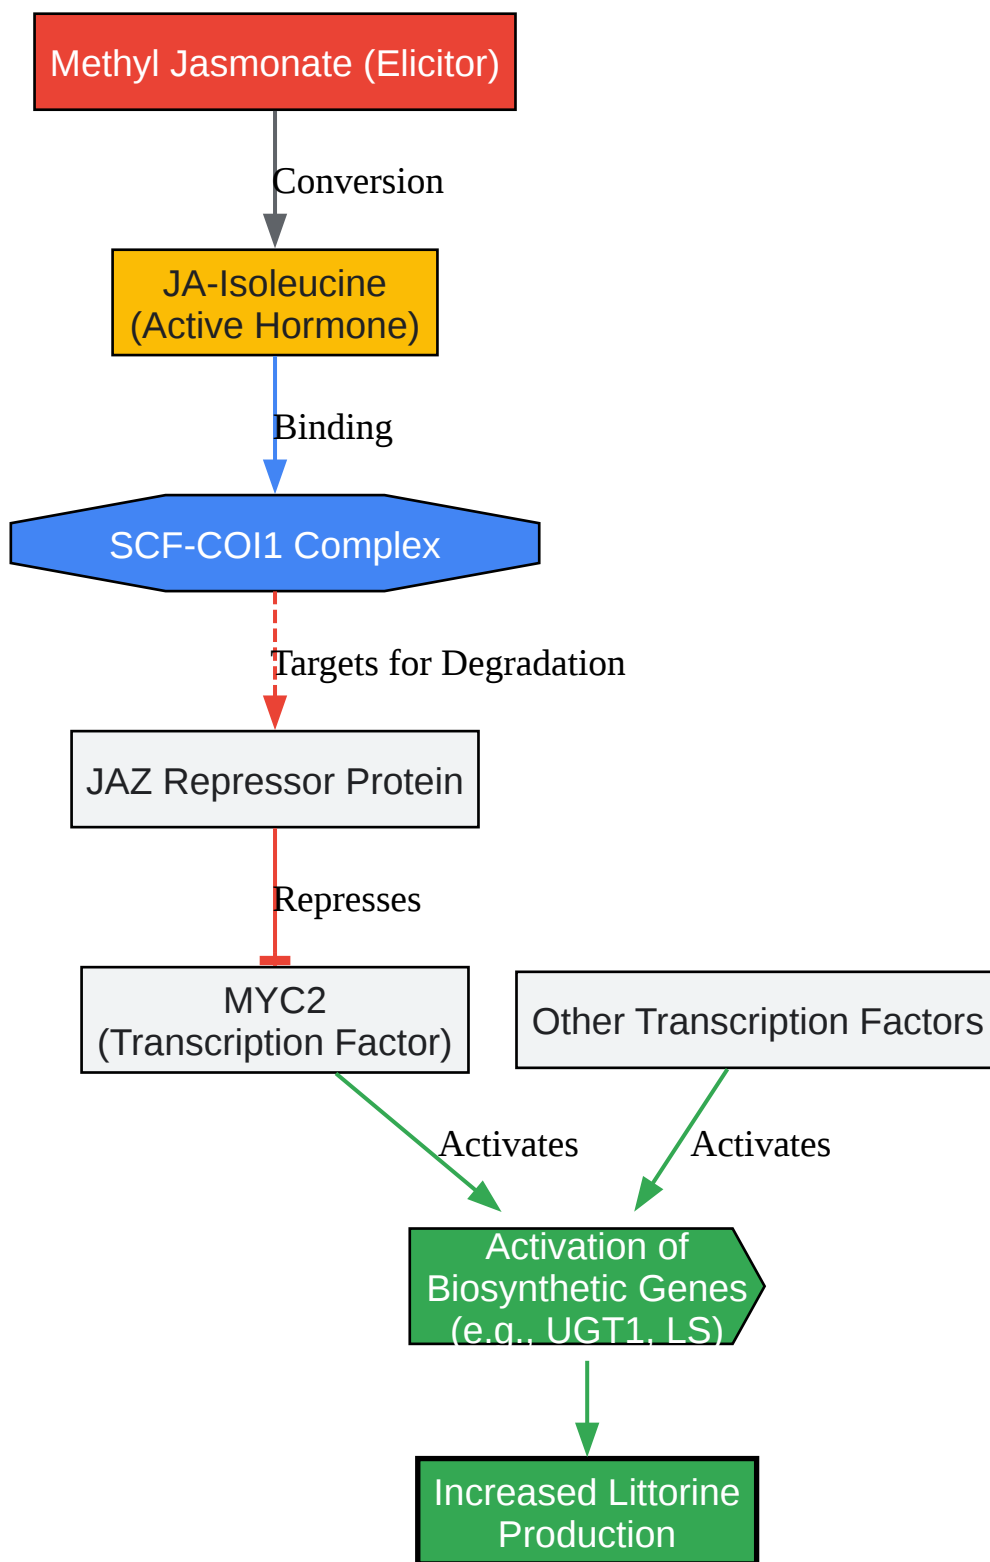 Methyl Jasmonate (Elicitor)
Conversion
JA-Isoleucine
(Active Hormone)
Binding
SCF-COI1 Complex
Targets for Degradation
JAZ Repressor Protein
Represses
MYC2
(Transcription Factor)
Other Transcription Factors
Activates
Activates
Activation of
Biosynthetic Genes
(e.g., UGT1, LS)
Increased Littorine
Production